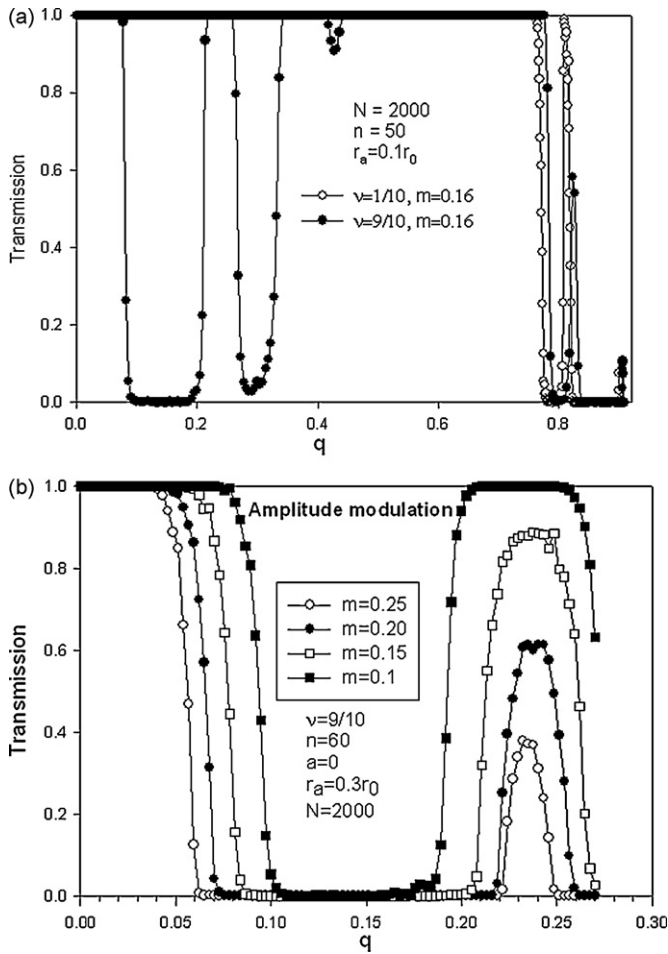 (a)
1.0
0.8
0.6
0.4
0.2
0.0
Transmission
N = 2000
n = 50
rₐ=0.1r₀
ν=1/10, m=0.16
ν=9/10, m=0.16
0.0 0.2 0.4 0.6 0.8
q
(b)
1.0
0.8
0.6
0.4
0.2
0.0
Transmission
Amplitude modulation
m=0.25
m=0.20
m=0.15
m=0.1
ν=9/10
n=60
a=0
rₐ=0.3r₀
N=2000
0.00 0.05 0.10 0.15 0.20 0.25 0.30
q